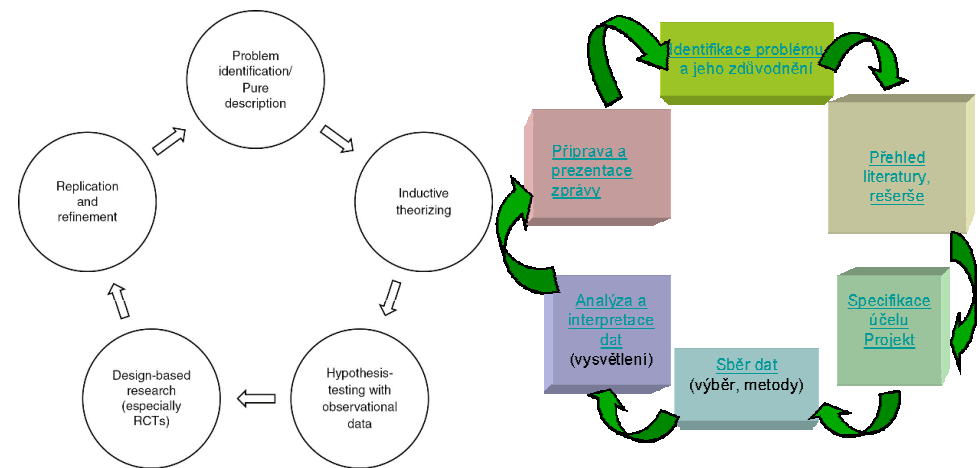 Problem
identification/
Pure
description
Inductive
theorizing
Hypothesis-
testing with
observational
data
Design-based
research
(especially
RCTs)
Replication
and
refinement
Identifikace problému
a jeho zdůvodnění
Přehled
literatury,
rešerše
Specifikace
účelu
Projekt
Sběr dat
(výběr, metody)
Analýza a
interpretace
dat
(vysvětlení)
Příprava a
prezentace
zprávy